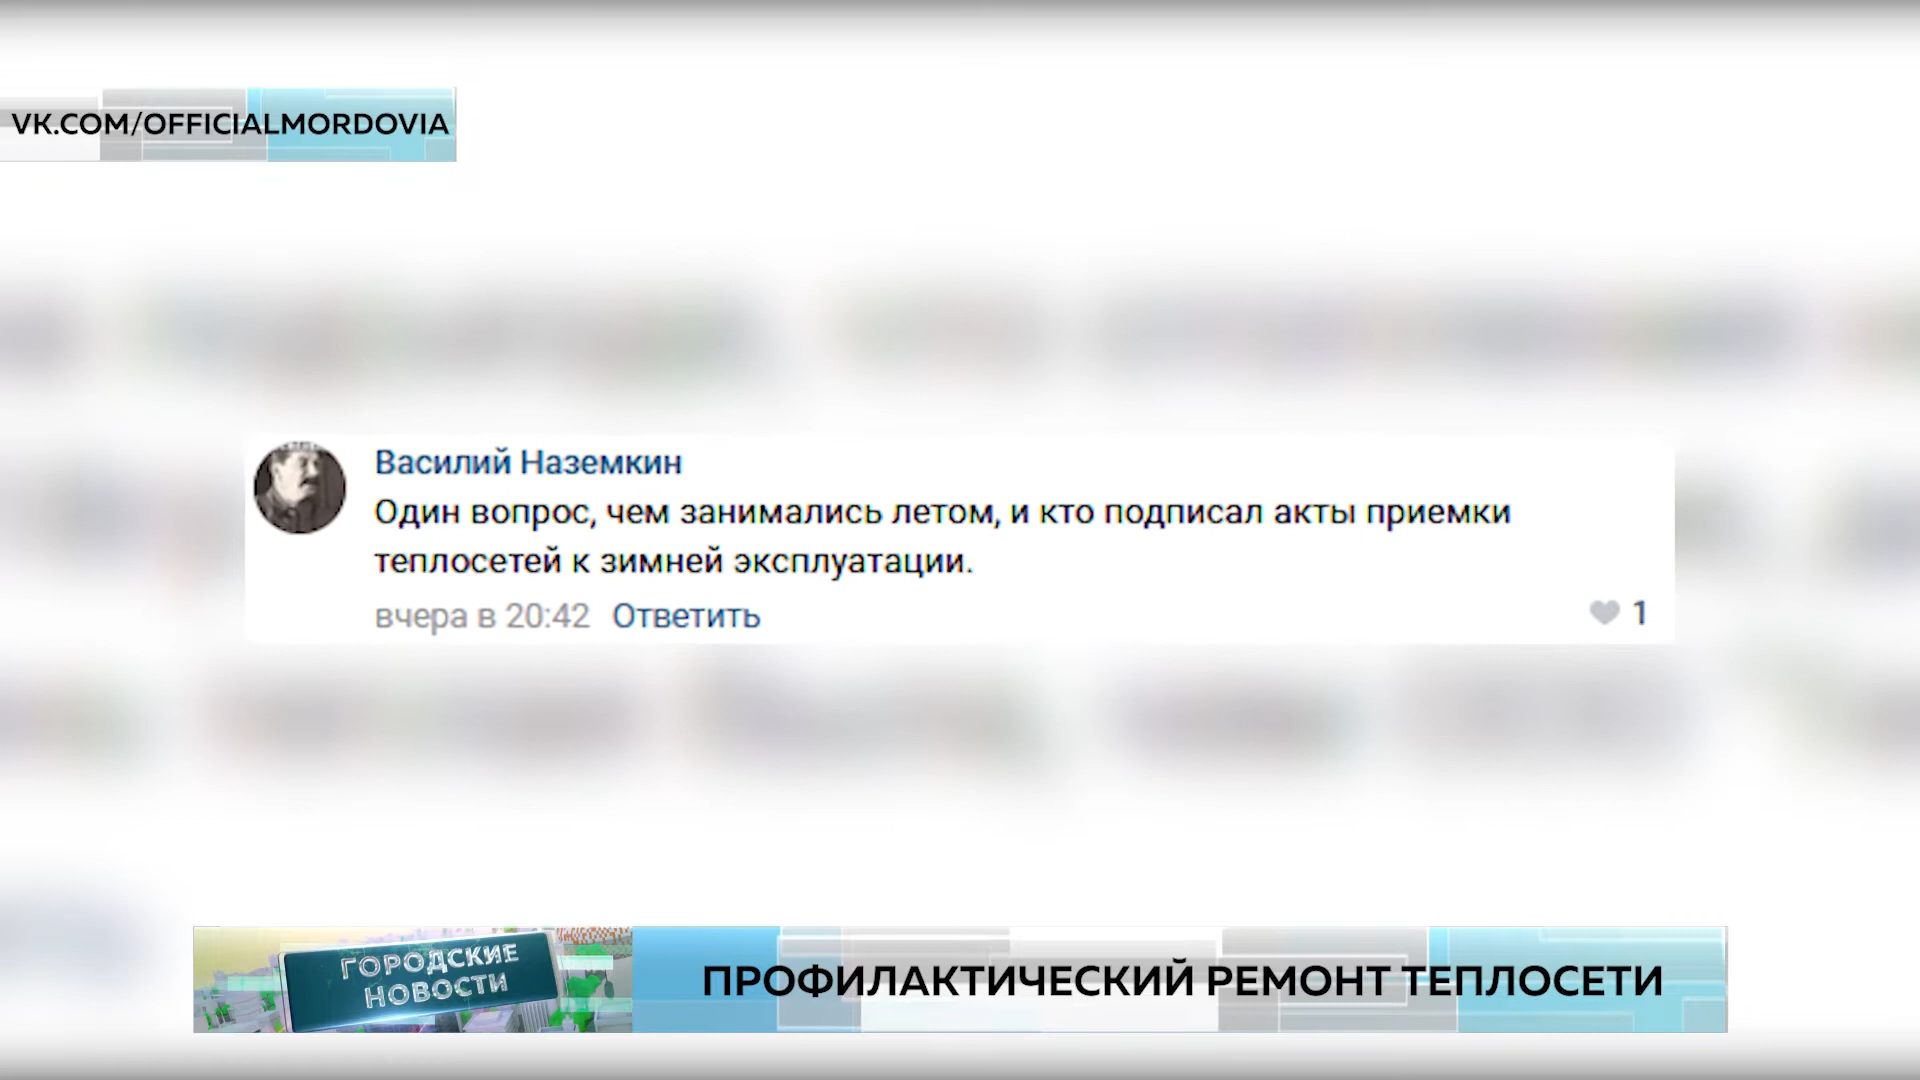 VK.COM/OFFICIALMORDOVIA
Василий Наземкин
Один вопрос, чем занимались летом, и кто подписал акты приемки
теплосетей к зимней эксплуатации.
вчера в 20:42 Ответить
1
ГОРОДСКИЕ
НОВОСТИ
ПРОФИЛАКТИЧЕСКИЙ РЕМОНТ ТЕПЛОСЕТИ